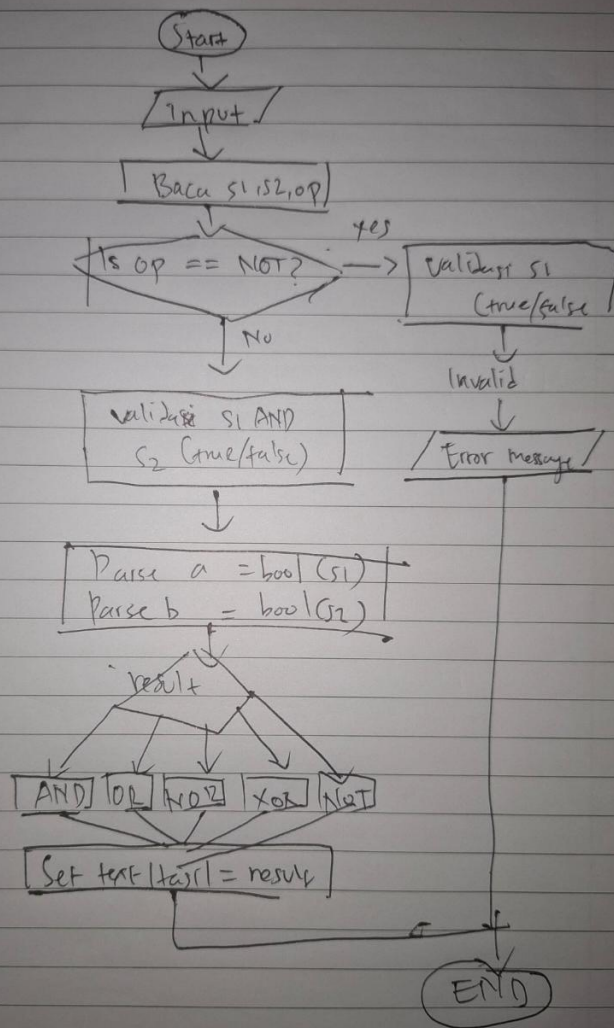 Start
Input
Baca s1, s2, op
Is op == NOT?
yes
Validasi s1
(true/false
No
Invalid
Error message
validasi s1 AND
s2 (true/false)
Parse a = bool (s1)
Parse b = bool (s2)
result
AND
OR
NOR
XOR
NOT
Set text = result
END